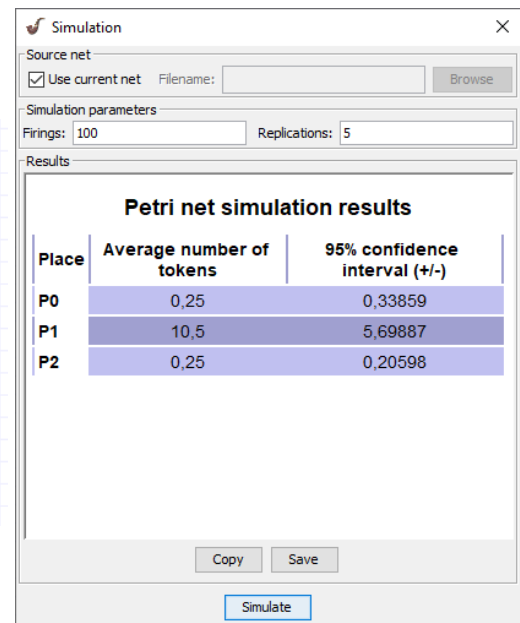 Simulation
Source net
Use current net Filename: Browse
Simulation parameters
Firings: 100 Replications: 5
Results
Petri net simulation results
Place Average number of tokens 95% confidence interval (+/-)
P0 0,25 0,33859
P1 10,5 5,69887
P2 0,25 0,20598
Copy Save
Simulate